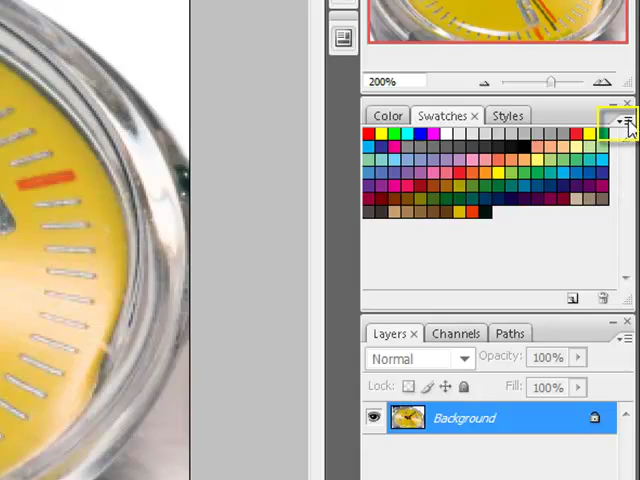 200%
Color Swatches × Styles
Layers × Channels Paths
Normal Opacity: 100%
Lock: Fill: 100%
Background